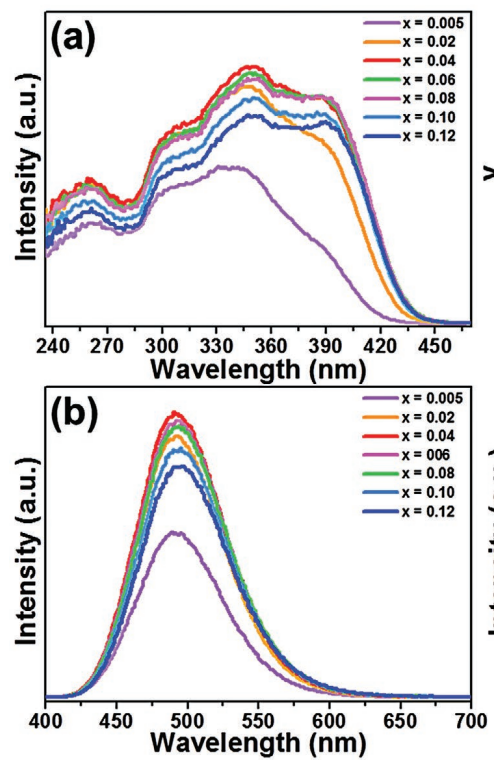 (a)
x = 0.005
x = 0.02
x = 0.04
x = 0.06
x = 0.08
x = 0.10
x = 0.12
Intensity (a.u.)
240 270 300 330 360 390 420 450
Wavelength (nm)
(b)
x = 0.005
x = 0.02
x = 0.04
x = 006
x = 0.08
x = 0.10
x = 0.12
Intensity (a.u.)
400 450 500 550 600 650 700
Wavelength (nm)